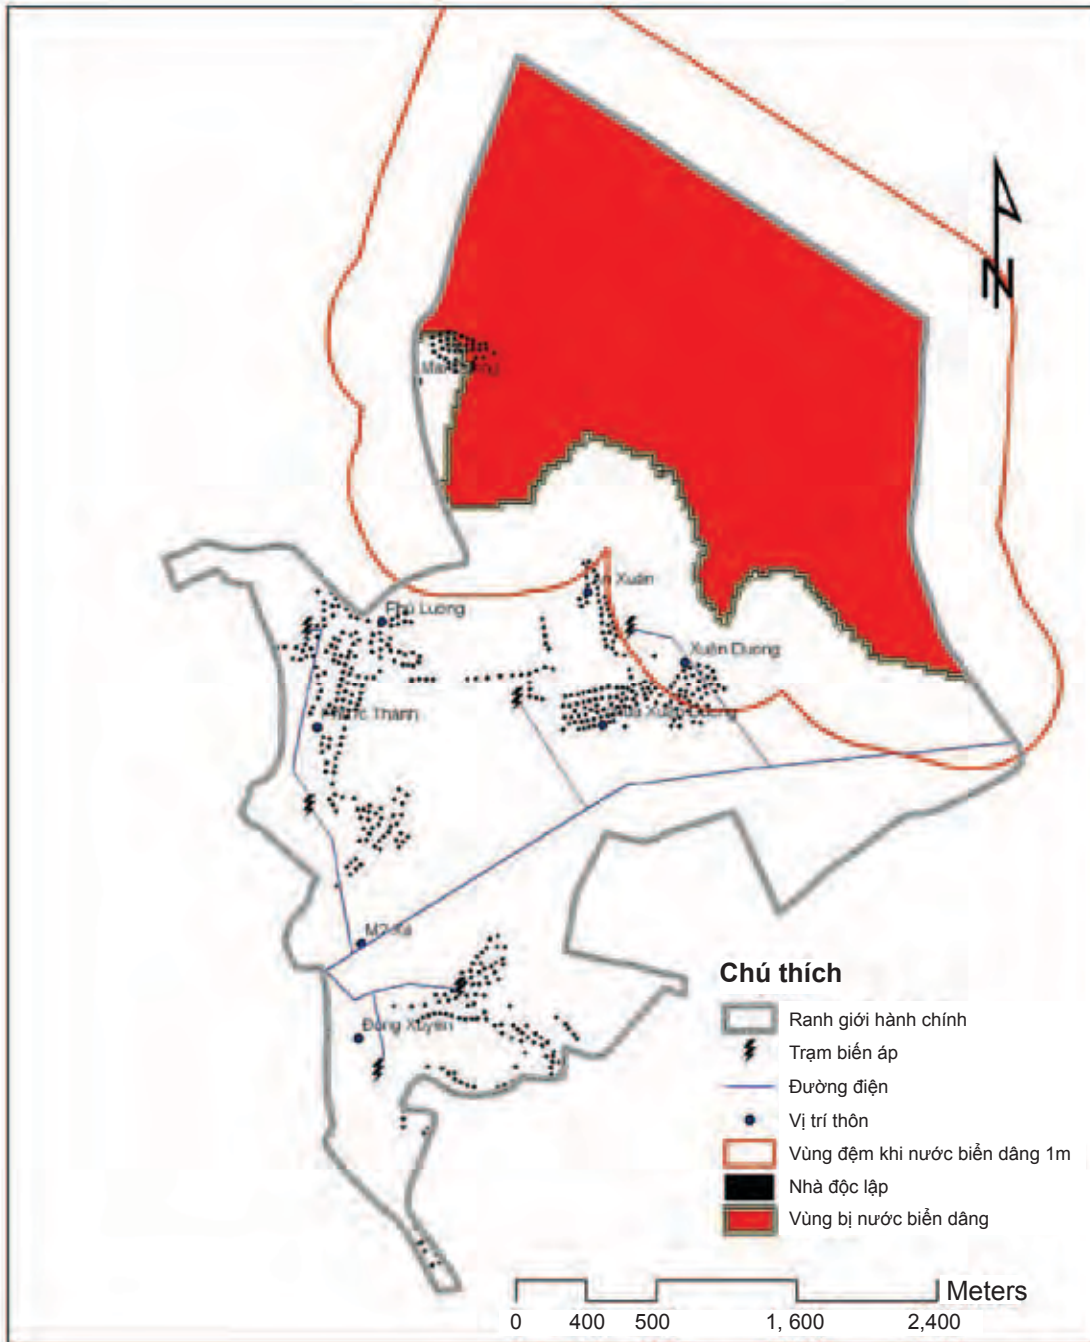 N
Phú Lương
Xuân Dương
M2 Xã
Đông Xuyên
Chú thích
Ranh giới hành chính
Trạm biến áp
Đường điện
Vị trí thôn
Vùng đệm khi nước biển dâng 1m
Nhà độc lập
Vùng bị nước biển dâng
Meters
0 400 500 1, 600 2,400